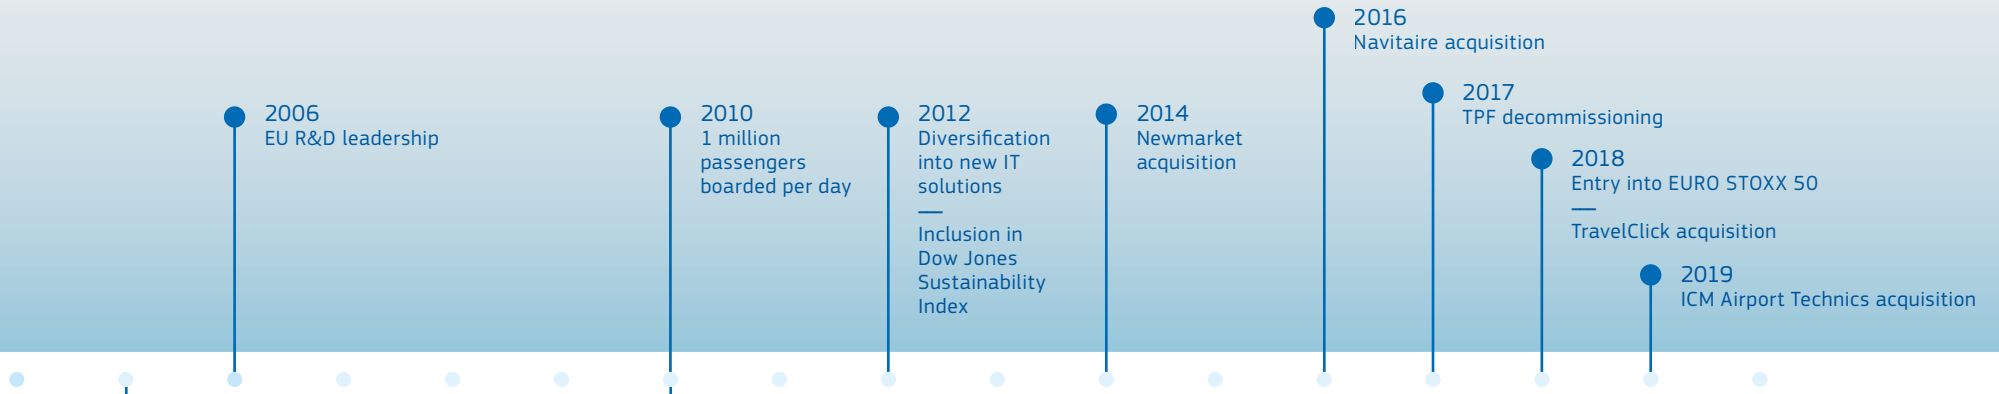 2006
EU R&D leadership
2010
1 million
passengers
boarded per day
2012
Diversification
into new IT
solutions
Inclusion in
Dow Jones
Sustainability
Index
2014
Newmarket
acquisition
2016
Navitaire acquisition
2017
TPF decommissioning
2018
Entry into EURO STOXX 50
TravelClick acquisition
2019
ICM Airport Technics acquisition